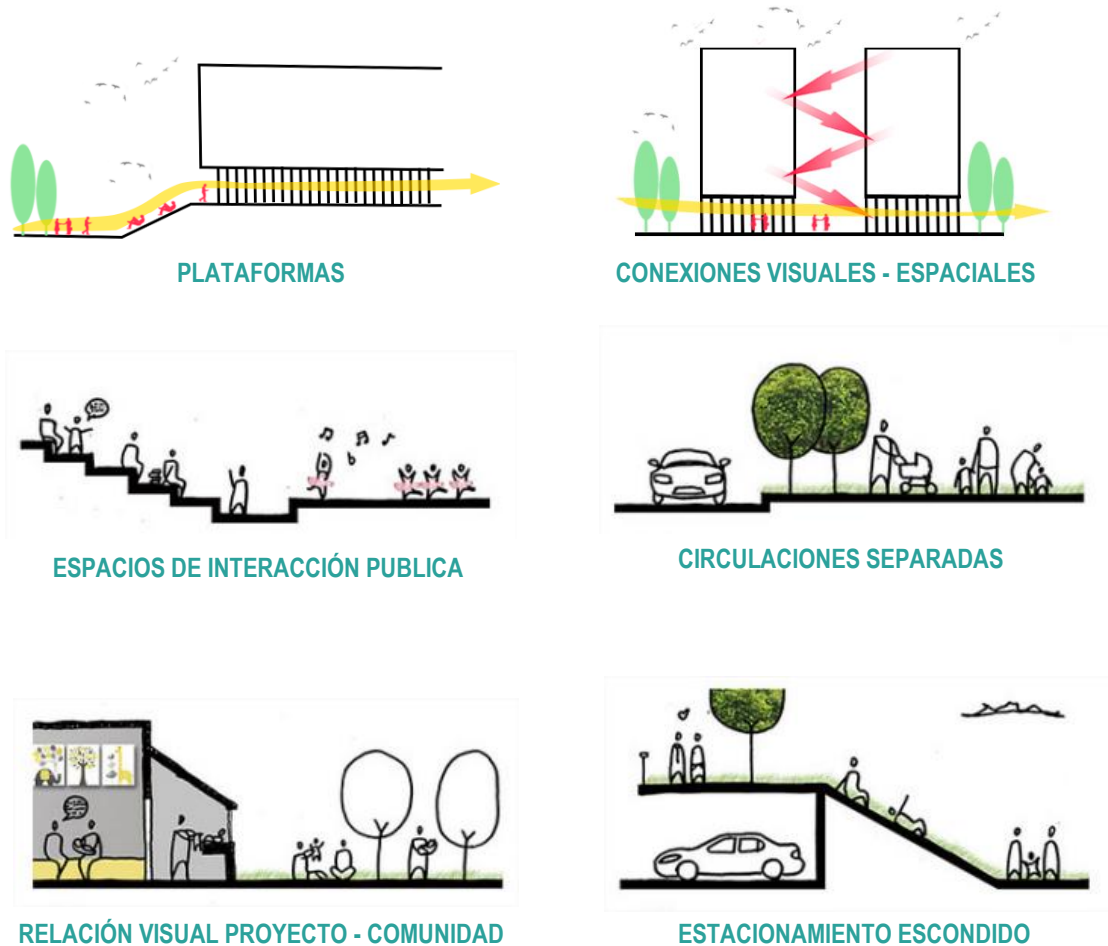 PLATAFORMAS
CONEXIONES VISUALES - ESPACIALES
ESPACIOS DE INTERACCIÓN PUBLICA
CIRCULACIONES SEPARADAS
RELACIÓN VISUAL PROYECTO - COMUNIDAD
ESTACIONAMIENTO ESCONDIDO